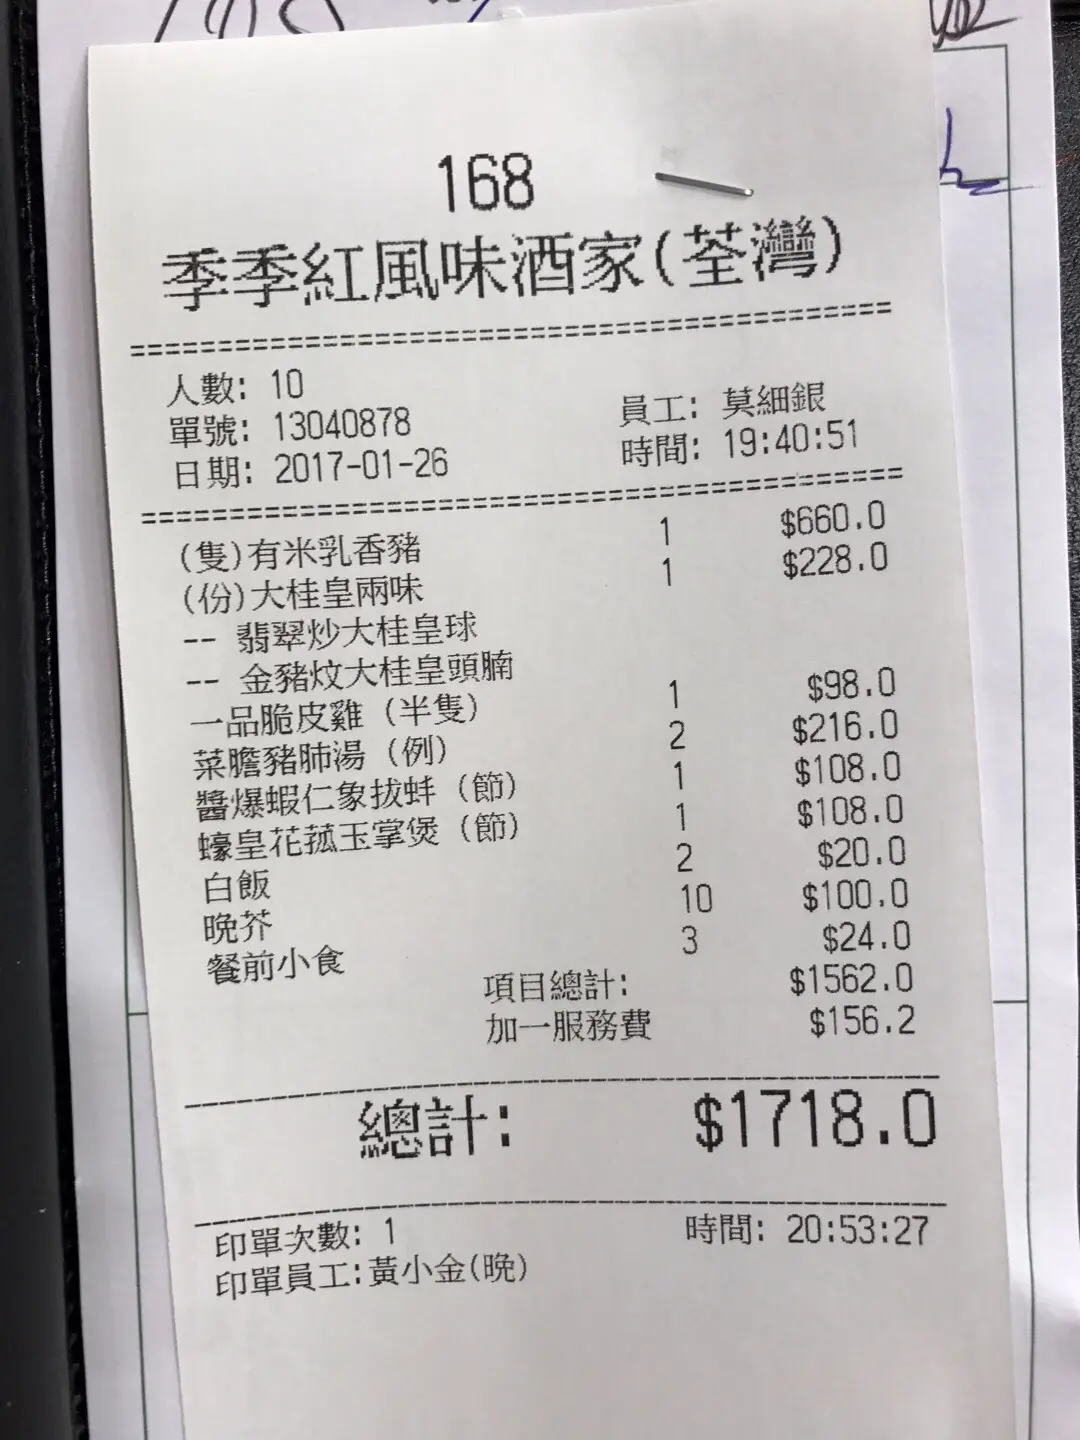 168
季季紅風味酒家(荃灣)
人數: 10
單號: 13040878 員工: 莫細銀
日期: 2017-01-26 時間: 19:40:51
(隻)有米乳香豬 1 $660.0
(份)大桂皇兩味 1 $228.0
-- 翡翠炒大桂皇球
-- 金豬炆大桂皇頭腩
一品脆皮雞 (半隻) 1 $98.0
菜膽豬肺湯 (例) 2 $216.0
醬爆蝦仁象拔蚌 (節) 1 $108.0
蠔皇花菰玉掌煲 (節) 1 $108.0
白飯 2 $20.0
晚芥 10 $100.0
餐前小食 3 $24.0
項目總計: $1562.0
加一服務費 $156.2
總計: $1718.0
印單次數: 1 時間: 20:53:27
印單員工:黃小金(晚)